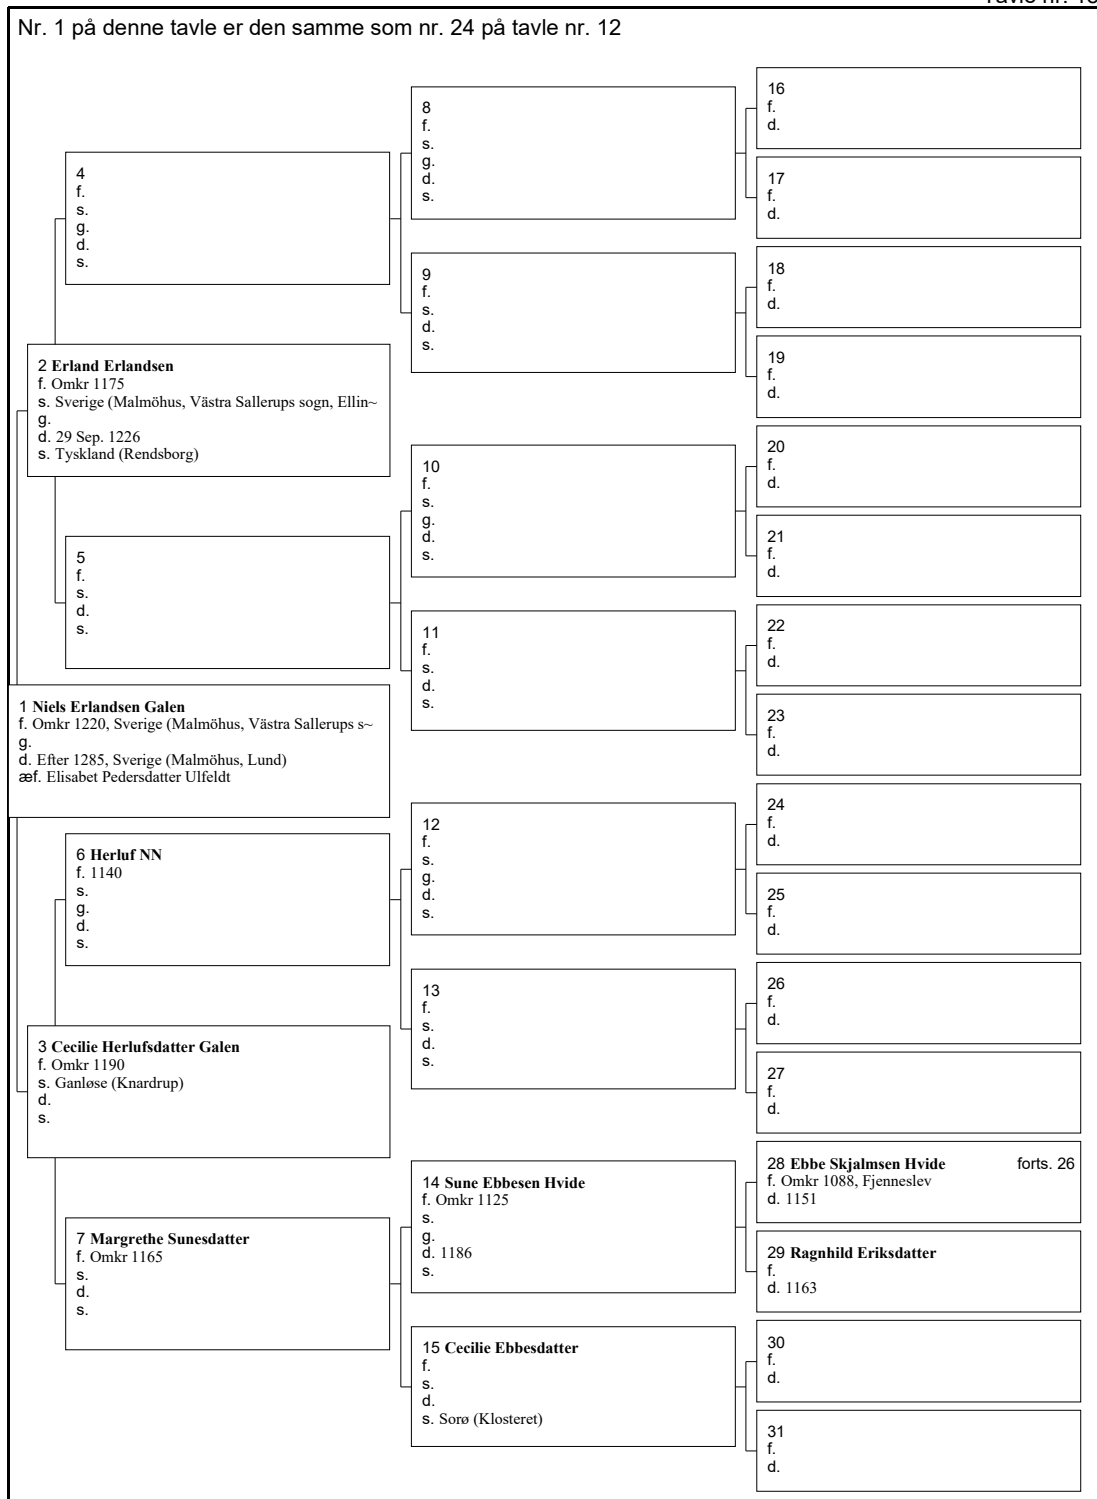 Nr. 1 på denne tavle er den samme som nr. 24 på tavle nr. 12
16
f.
d.
8
f.
s.
g.
d.
s.
17
f.
d.
4
f.
s.
g.
d.
s.
18
f.
d.
9
f.
s.
d.
s.
19
f.
d.
2 Erland Erlandsen
f. Omkr 1175
s. Sverige (Malmöhus, Västra Sallerups sogn, Ellin~
g.
d. 29 Sep. 1226
s. Tyskland (Rendsborg)
20
f.
d.
10
f.
s.
g.
d.
s.
21
f.
d.
5
f.
s.
d.
s.
22
f.
d.
11
f.
s.
d.
s.
23
f.
d.
1 Niels Erlandsen Galen
f. Omkr 1220, Sverige (Malmöhus, Västra Sallerups s~
g.
d. Efter 1285, Sverige (Malmöhus, Lund)
æf. Elisabet Pedersdatter Ulfeldt
24
f.
d.
12
f.
s.
g.
d.
s.
25
f.
d.
6 Herluf NN
f. 1140
s.
g.
d.
s.
26
f.
d.
13
f.
s.
d.
s.
27
f.
d.
3 Cecilie Herlufsdatter Galen
f. Omkr 1190
s. Ganløse (Knardrup)
d.
s.
28 Ebbe Skjalmsen Hvide forts. 26
f. Omkr 1088, Fjenneslev
d. 1151
14 Sune Ebbesen Hvide
f. Omkr 1125
s.
g.
d. 1186
s.
29 Ragnhild Eriksdatter
f.
d. 1163
7 Margrethe Sunesdatter
f. Omkr 1165
s.
d.
s.
30
f.
d.
15 Cecilie Ebbesdatter
f.
s.
d.
s. Sorø (Klosteret)
31
f.
d.